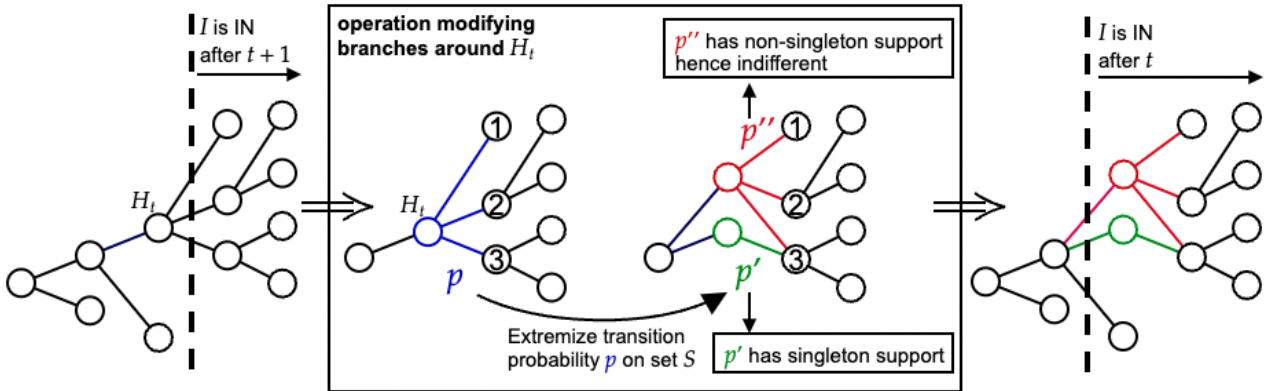 I is IN
after t + 1
H_t
operation modifying
branches around H_t
p'' has non-singleton support
hence indifferent
1
H_t
2
3
p
p''
1
2
p'
3
Extremize transition
probability p on set S
p' has singleton support
I is IN
after t